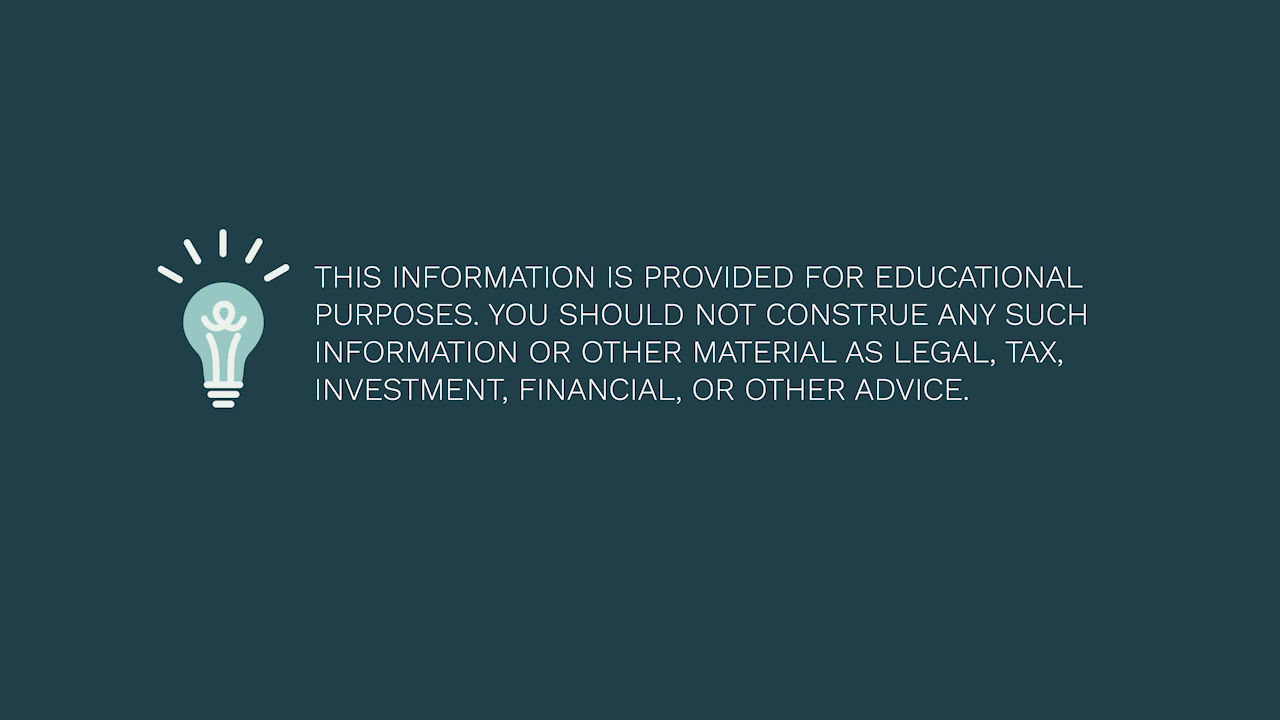 THIS INFORMATION IS PROVIDED FOR EDUCATIONAL
PURPOSES. YOU SHOULD NOT CONSTRUE ANY SUCH
INFORMATION OR OTHER MATERIAL AS LEGAL, TAX,
INVESTMENT, FINANCIAL, OR OTHER ADVICE.